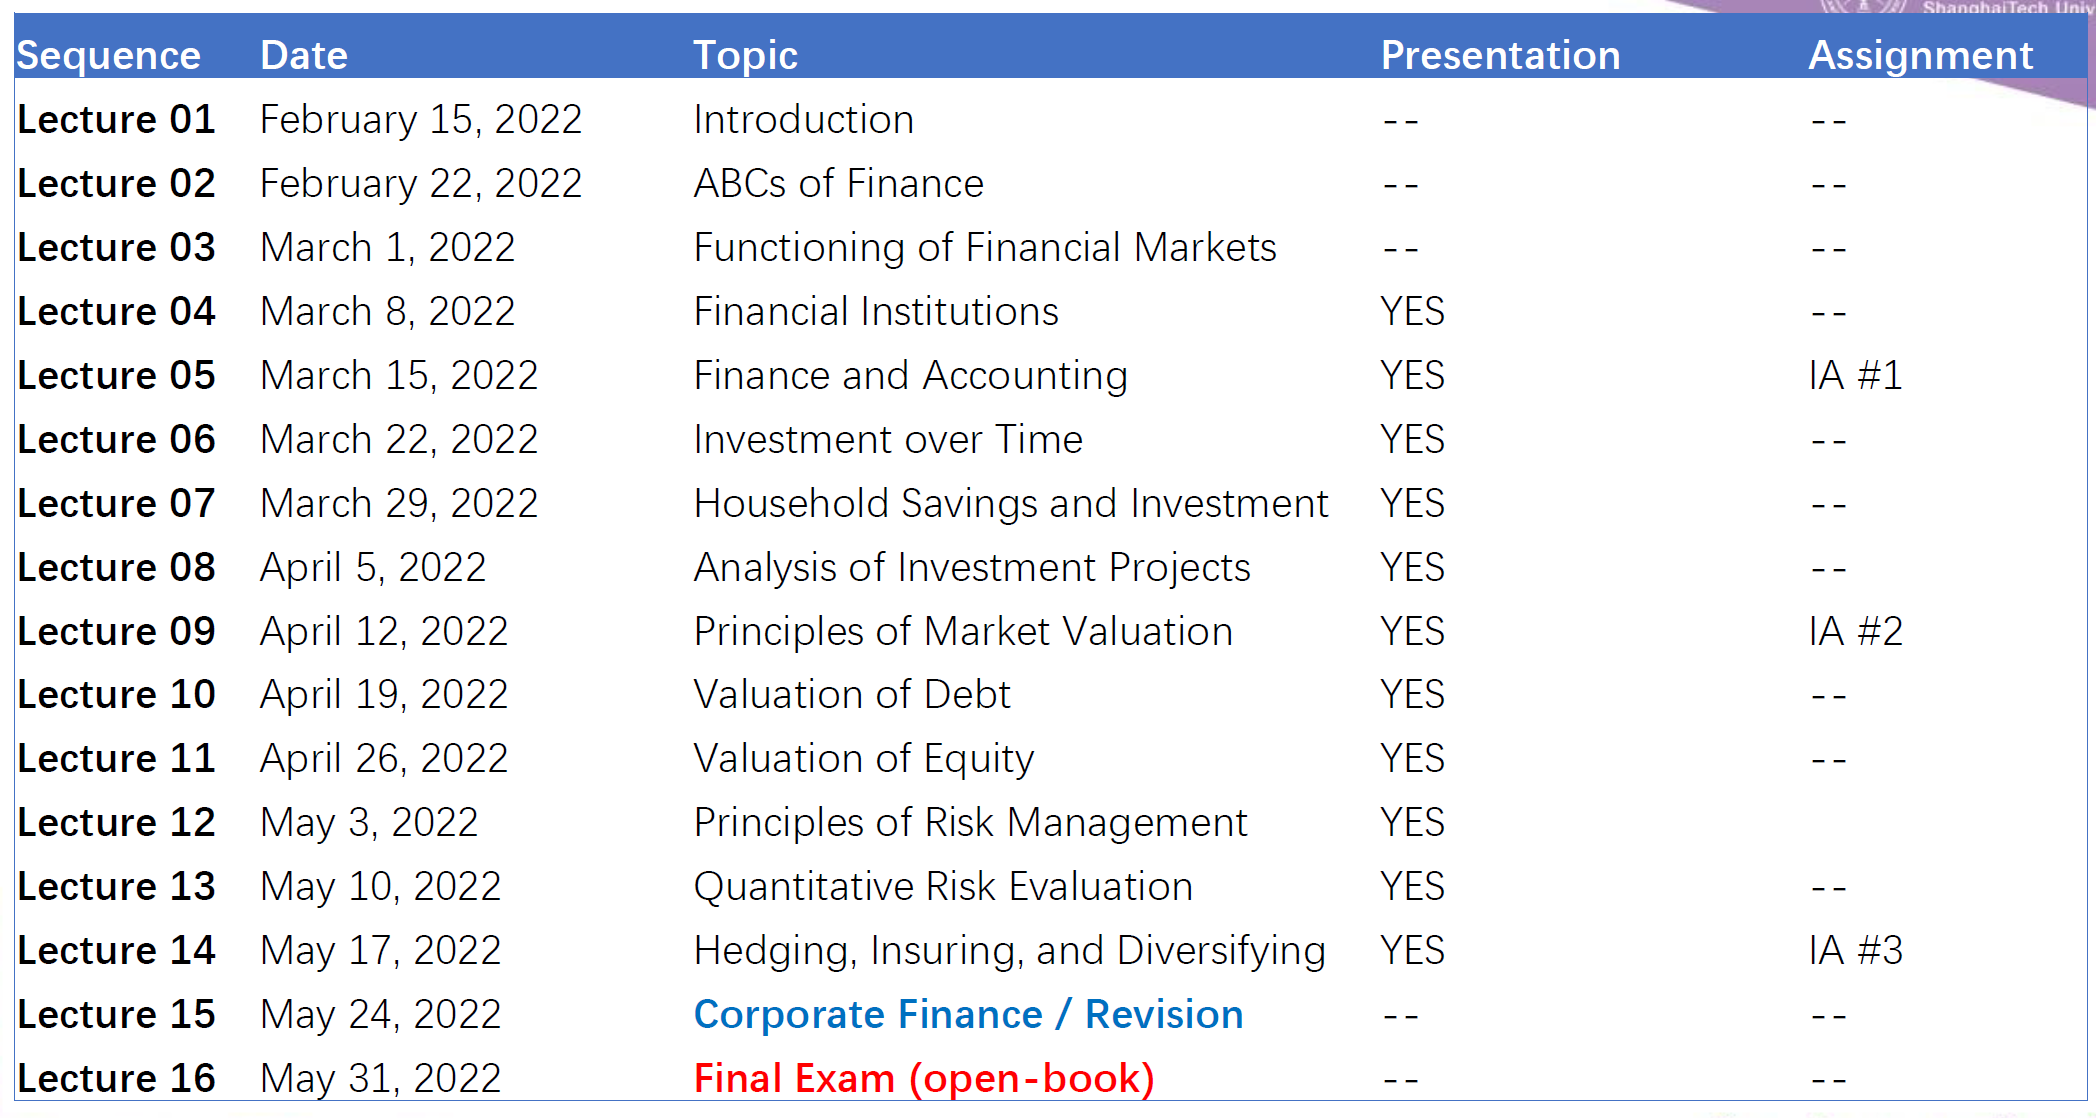 ShanghaiTech Univ
Sequence Date Topic Presentation Assignment
Lecture 01 February 15, 2022 Introduction -- --
Lecture 02 February 22, 2022 ABCs of Finance -- --
Lecture 03 March 1, 2022 Functioning of Financial Markets -- --
Lecture 04 March 8, 2022 Financial Institutions YES --
Lecture 05 March 15, 2022 Finance and Accounting YES IA #1
Lecture 06 March 22, 2022 Investment over Time YES --
Lecture 07 March 29, 2022 Household Savings and Investment YES --
Lecture 08 April 5, 2022 Analysis of Investment Projects YES --
Lecture 09 April 12, 2022 Principles of Market Valuation YES IA #2
Lecture 10 April 19, 2022 Valuation of Debt YES --
Lecture 11 April 26, 2022 Valuation of Equity YES --
Lecture 12 May 3, 2022 Principles of Risk Management YES
Lecture 13 May 10, 2022 Quantitative Risk Evaluation YES --
Lecture 14 May 17, 2022 Hedging, Insuring, and Diversifying YES IA #3
Lecture 15 May 24, 2022 Corporate Finance / Revision -- --
Lecture 16 May 31, 2022 Final Exam (open-book) -- --